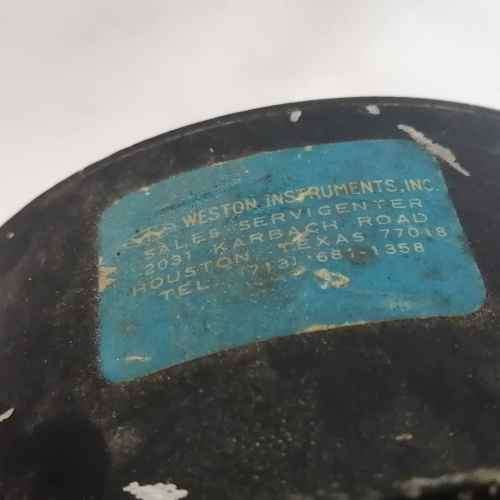 WESTON INSTRUMENTS, INC.
SALES SERVICENTER
2031 KARBACH ROAD
HOUSTON, TEXAS 77018
TEL. (713) 681-1358